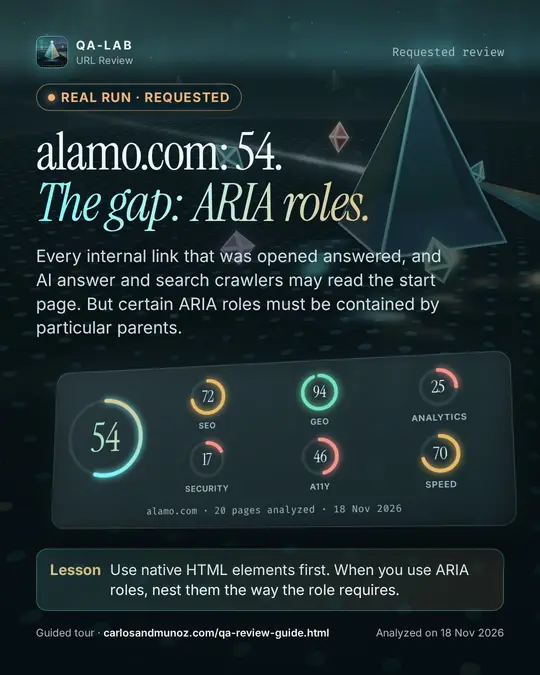 QA-LAB
URL Review
Requested review
REAL RUN · REQUESTED
alamo.com: 54.
The gap: ARIA roles.
Every internal link that was opened answered, and
AI answer and search crawlers may read the start
page. But certain ARIA roles must be contained by
particular parents.
54
72
SEO
94
GEO
25
ANALYTICS
17
SECURITY
46
A11Y
70
SPEED
alamo.com · 20 pages analyzed · 18 Nov 2026
Lesson Use native HTML elements first. When you use ARIA
roles, nest them the way the role requires.
Guided tour · carlosandmunoz.com/qa-review-guide.html
Analyzed on 18 Nov 2026